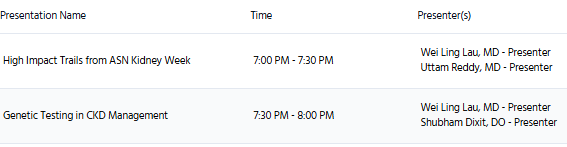 Presentation Name Time Presenter(s)
High Impact Trails from ASN Kidney Week 7:00 PM - 7:30 PM Wei Ling Lau, MD - Presenter
Uttam Reddy, MD - Presenter
Genetic Testing in CKD Management 7:30 PM - 8:00 PM Wei Ling Lau, MD - Presenter
Shubham Dixit, DO - Presenter